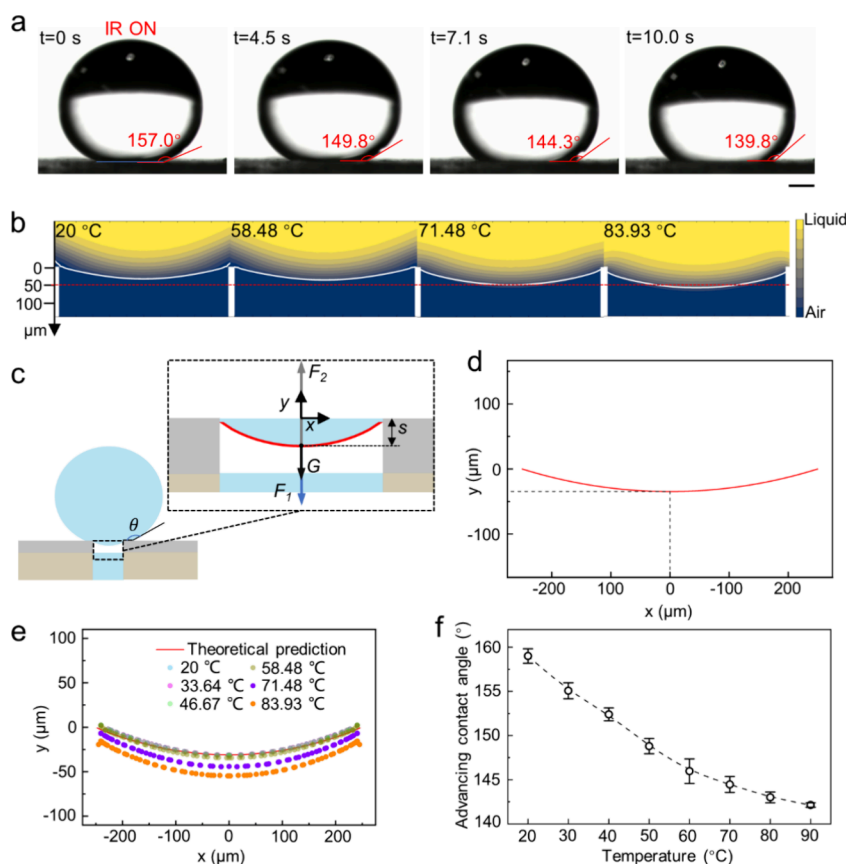 a
t=0 s IR ON
t=4.5 s
t=7.1 s
t=10.0 s
157.0°
149.8°
144.3°
139.8°
b
20 °C
58.48 °C
71.48 °C
83.93 °C
Liquid
Air
0
50
100
μm
c
F2
y
x
s
G
F1
θ
d
y (μm)
100
0
-100
-200 -100 0 -100 200
x (μm)
e
Theoretical prediction
20 ℃ 58.48 ℃
33.64 ℃ 71.48 ℃
46.67 ℃ 83.93 ℃
y (μm)
100
50
0
-50
-100
-200 -100 0 100 200
x (μm)
f
Advancing contact angle (°)
160
155
150
145
140
20 30 40 50 60 70 80 90
Temperature (°C)